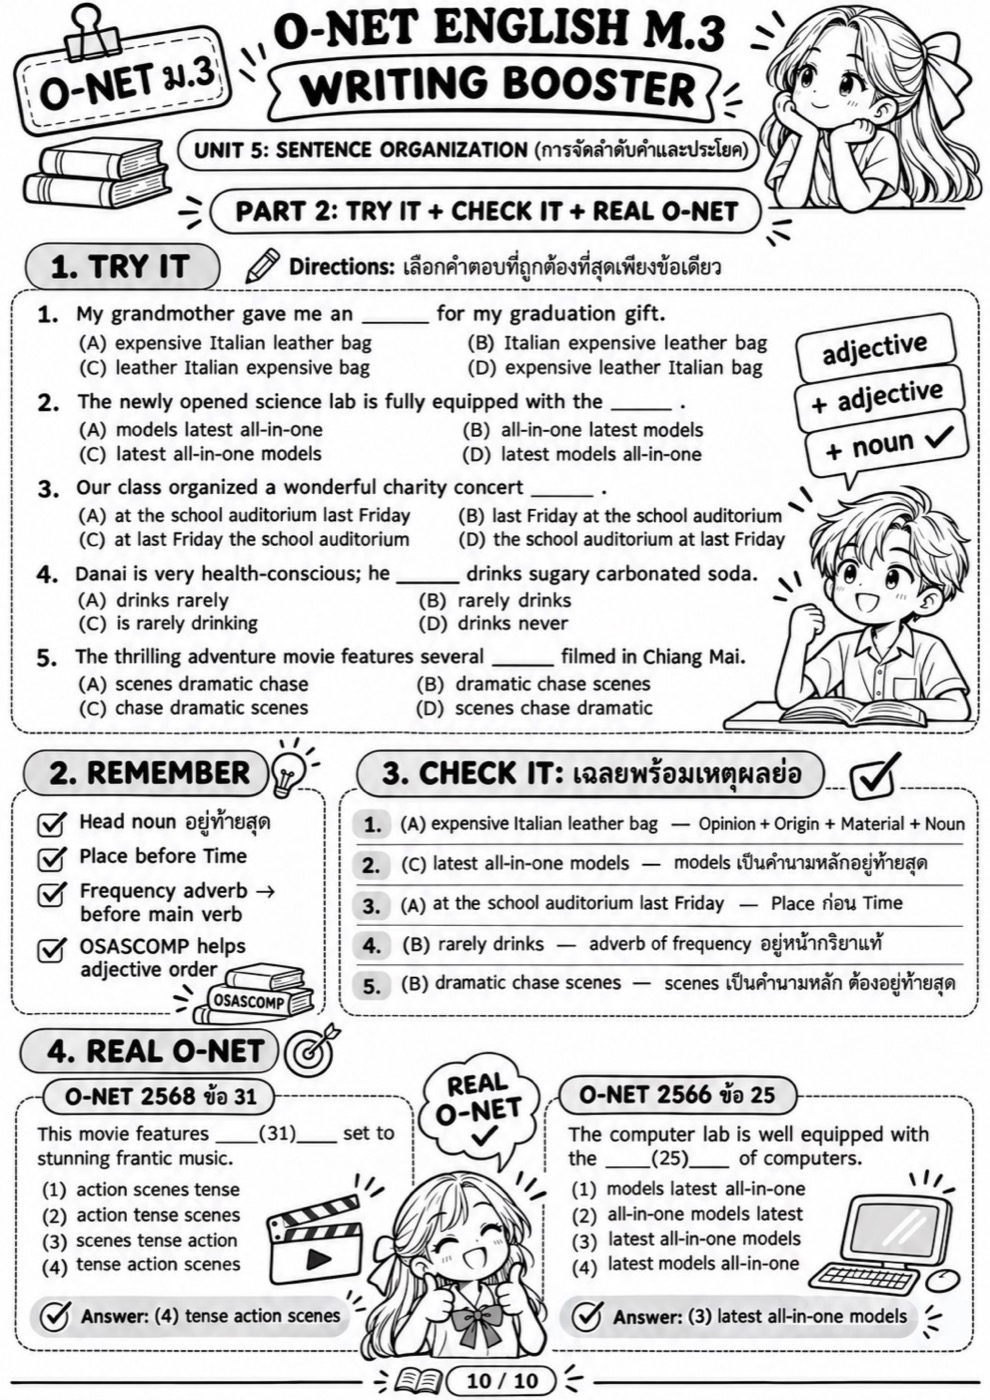 O-NET ม.3
O-NET ENGLISH M.3
WRITING BOOSTER
UNIT 5: SENTENCE ORGANIZATION (การจัดลำดับคำและประโยค)
PART 2: TRY IT + CHECK IT + REAL O-NET
1. TRY IT
Directions: เลือกคำตอบที่ถูกต้องที่สุดเพียงข้อเดียว
1. My grandmother gave me an ______ for my graduation gift.
(A) expensive Italian leather bag (B) Italian expensive leather bag
(C) leather Italian expensive bag (D) expensive leather Italian bag
2. The newly opened science lab is fully equipped with the ______ .
(A) models latest all-in-one (B) all-in-one latest models
(C) latest all-in-one models (D) latest models all-in-one
3. Our class organized a wonderful charity concert ______ .
(A) at the school auditorium last Friday (B) last Friday at the school auditorium
(C) at last Friday the school auditorium (D) the school auditorium at last Friday
4. Danai is very health-conscious; he ______ drinks sugary carbonated soda.
(A) drinks rarely (B) rarely drinks
(C) is rarely drinking (D) drinks never
5. The thrilling adventure movie features several ______ filmed in Chiang Mai.
(A) scenes dramatic chase (B) dramatic chase scenes
(C) chase dramatic scenes (D) scenes chase dramatic
adjective
+ adjective
+ noun ✓
2. REMEMBER
Head noun อยู่ท้ายสุด
Place before Time
Frequency adverb →
before main verb
OSASCOMP helps
adjective order
OSASCOMP
3. CHECK IT: เฉลยพร้อมเหตุผลย่อ
1. (A) expensive Italian leather bag — Opinion + Origin + Material + Noun
2. (C) latest all-in-one models — models เป็นคำนามหลักอยู่ท้ายสุด
3. (A) at the school auditorium last Friday — Place ก่อน Time
4. (B) rarely drinks — adverb of frequency อยู่หน้ากริยาแท้
5. (B) dramatic chase scenes — scenes เป็นคำนามหลัก ต้องอยู่ท้ายสุด
4. REAL O-NET
O-NET 2568 ข้อ 31
This movie features ____(31)____ set to
stunning frantic music.
(1) action scenes tense
(2) action tense scenes
(3) scenes tense action
(4) tense action scenes
Answer: (4) tense action scenes
REAL
O-NET
O-NET 2566 ข้อ 25
The computer lab is well equipped with
the ____(25)____ of computers.
(1) models latest all-in-one
(2) all-in-one models latest
(3) latest all-in-one models
(4) latest models all-in-one
Answer: (3) latest all-in-one models
10 / 10